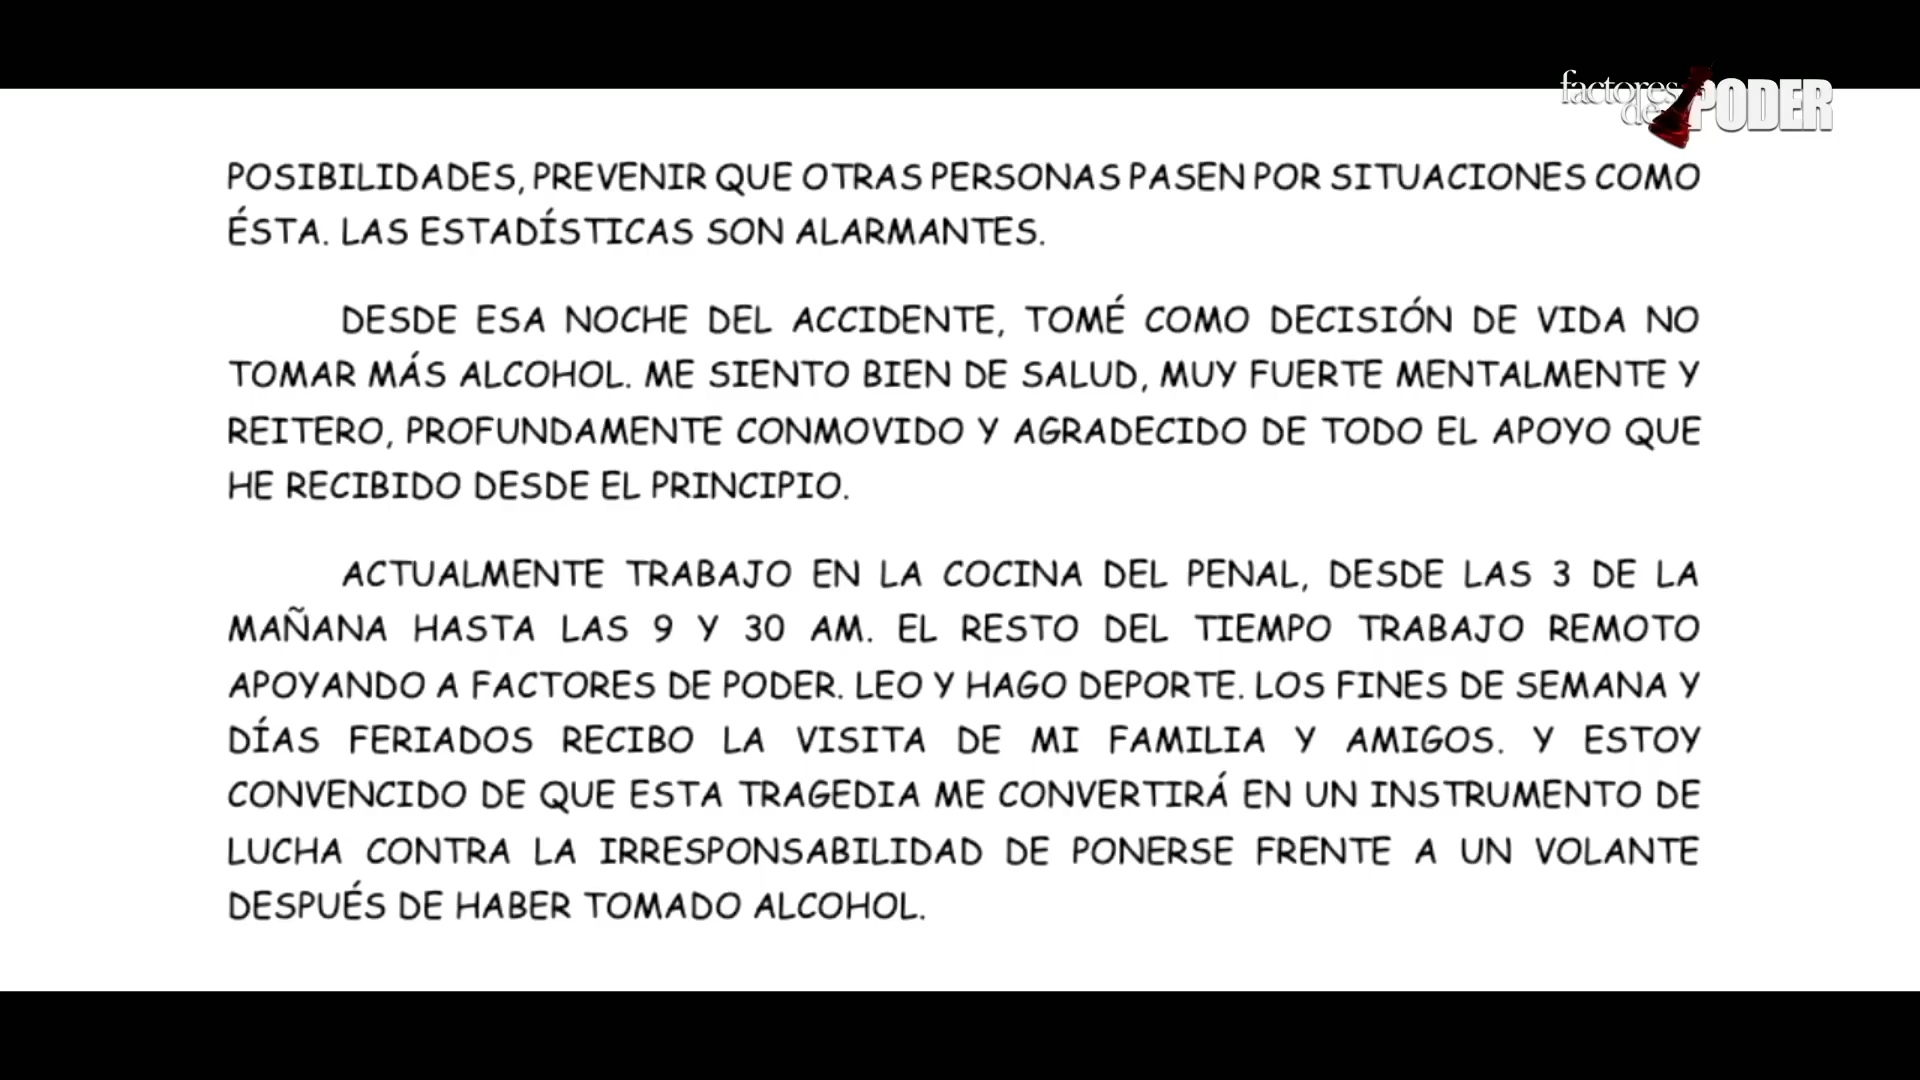 factores
de PODER
POSIBILIDADES, PREVENIR QUE OTRAS PERSONAS PASEN POR SITUACIONES COMO
ÉSTA. LAS ESTADÍSTICAS SON ALARMANTES.
DESDE ESA NOCHE DEL ACCIDENTE, TOMÉ COMO DECISIÓN DE VIDA NO
TOMAR MÁS ALCOHOL. ME SIENTO BIEN DE SALUD, MUY FUERTE MENTALMENTE Y
REITERO, PROFUNDAMENTE CONMOVIDO Y AGRADECIDO DE TODO EL APOYO QUE
HE RECIBIDO DESDE EL PRINCIPIO.
ACTUALMENTE TRABAJO EN LA COCINA DEL PENAL, DESDE LAS 3 DE LA
MAÑANA HASTA LAS 9 Y 30 AM. EL RESTO DEL TIEMPO TRABAJO REMOTO
APOYANDO A FACTORES DE PODER. LEO Y HAGO DEPORTE. LOS FINES DE SEMANA Y
DÍAS FERIADOS RECIBO LA VISITA DE MI FAMILIA Y AMIGOS. Y ESTOY
CONVENCIDO DE QUE ESTA TRAGEDIA ME CONVERTIRÁ EN UN INSTRUMENTO DE
LUCHA CONTRA LA IRRESPONSABILIDAD DE PONERSE FRENTE A UN VOLANTE
DESPUÉS DE HABER TOMADO ALCOHOL.